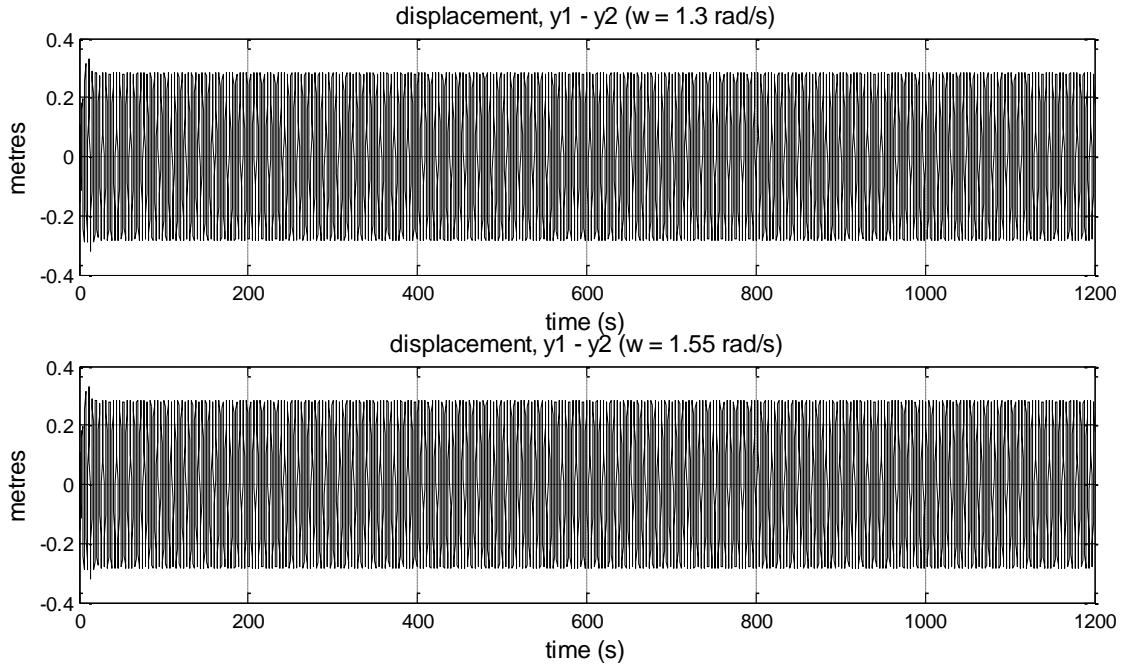 displacement, y1 - y2 (w = 1.3 rad/s)
0.4
0.2
0
-0.2
-0.4
metres
0 200 400 600 800 1000 1200
time (s)
displacement, y1 - y2 (w = 1.55 rad/s)
0.4
0.2
0
-0.2
-0.4
metres
0 200 400 600 800 1000 1200
time (s)